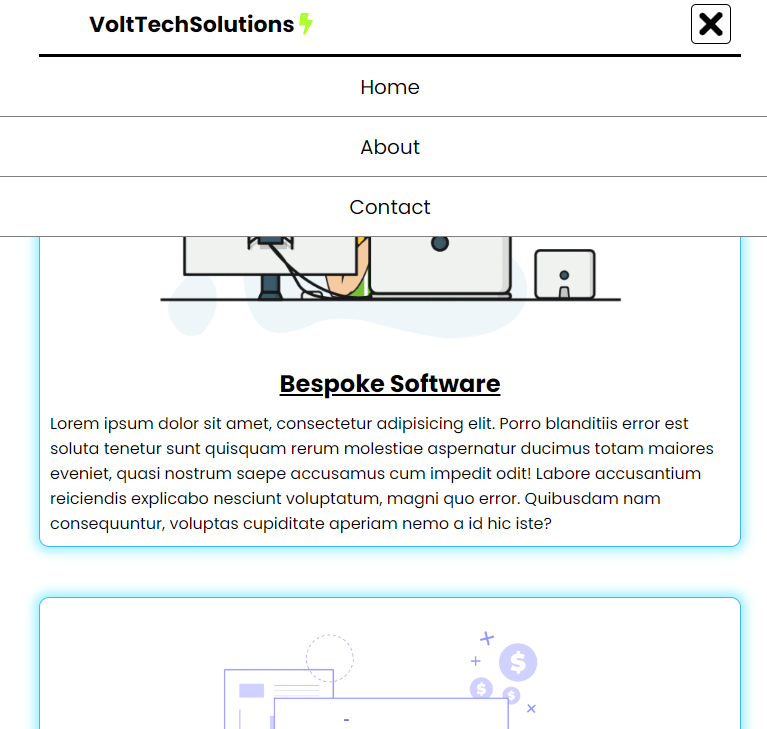 VoltTechSolutions
Home
About
Contact
Bespoke Software
Lorem ipsum dolor sit amet, consectetur adipisicing elit. Porro blanditiis error est
soluta tenetur sunt quisquam rerum molestiae aspernatur ducimus totam maiores
eveniet, quasi nostrum saepe accusamus cum impedit odit! Labore accusantium
reiciendis explicabo nesciunt voluptatum, magni quo error. Quibusdam nam
consequuntur, voluptas cupiditate aperiam nemo a id hic iste?
$
$
$